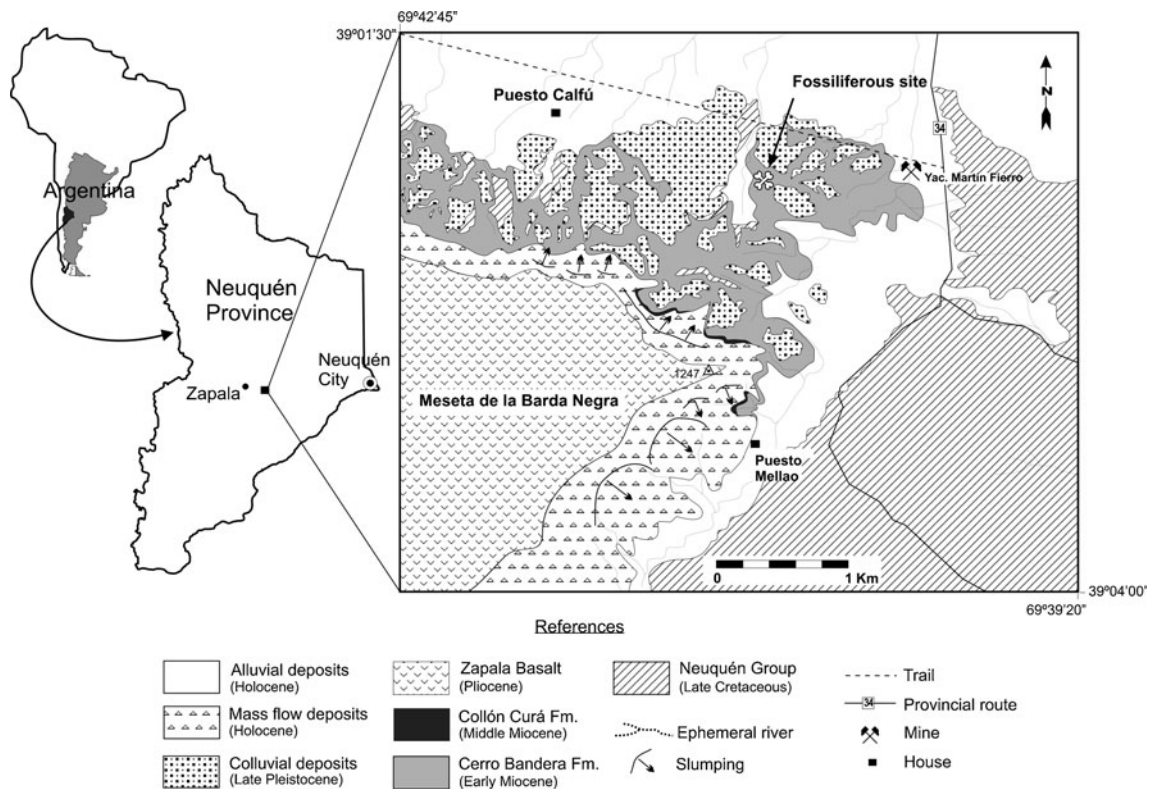 69º42'45"
39º01'30"
Argentina
Neuquén
Province
Neuquén
City
Zapala
Puesto Calfú
Fossiliferous site
N
34
Yac. Martín Fierro
1247
Meseta de la Barda Negra
Puesto
Mellao
0 1 Km
39º04'00"
69º39'20"
References
Alluvial deposits
(Holocene)
Mass flow deposits
(Holocene)
Colluvial deposits
(Late Pleistocene)
Zapala Basalt
(Pliocene)
Collón Curá Fm.
(Middle Miocene)
Cerro Bandera Fm.
(Early Miocene)
Neuquén Group
(Late Cretaceous)
Ephemeral river
Slumping
Trail
34 Provincial route
Mine
House